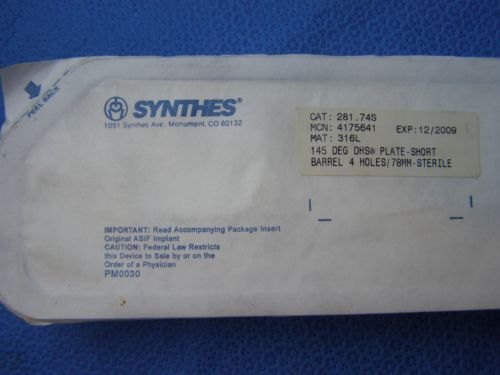 PEEL BACK
SYNTHES®
1051 Synthes Ave., Monument, CO 80132
CAT: 281.74S
MCN: 4175641 EXP: 12/2009
MAT: 316L
145 DEG DHS® PLATE-SHORT
BARREL 4 HOLES/78MM-STERILE
IMPORTANT: Read Accompanying Package Insert
Original ASIF Implant
CAUTION: Federal Law Restricts
this Device to Sale by or on the
Order of a Physician
PM0030